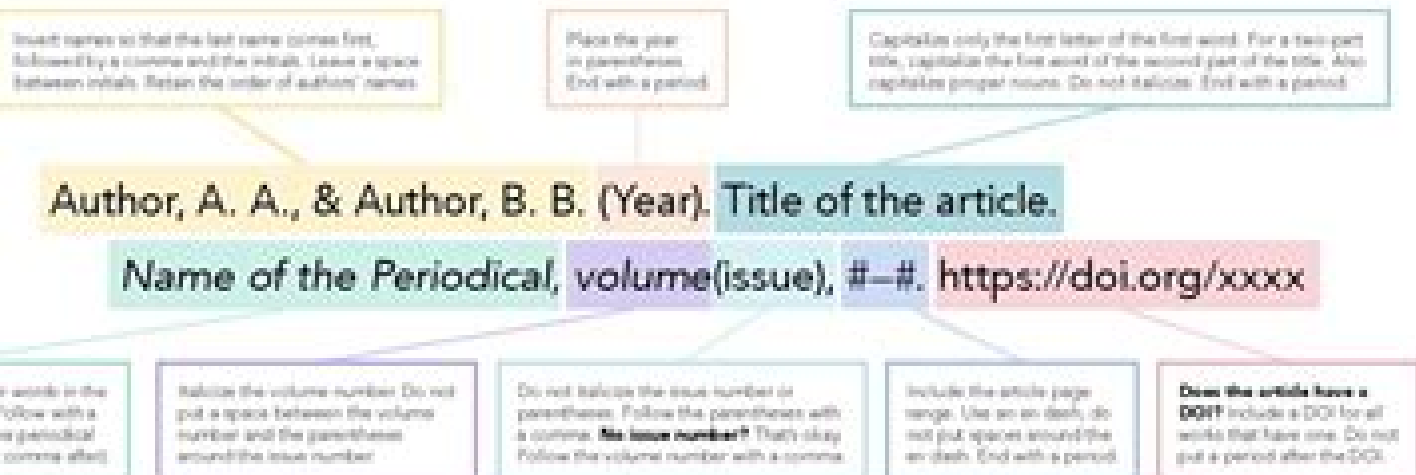 Invert names so that the last name comes first,
followed by a comma and the initials. Leave a space
between initials. Retain the order of authors' names.
Place the year
in parentheses.
End with a period.
Capitalize only the first letter of the first word. For a two-part
title, capitalize the first word of the second part of the title. Also
capitalize proper nouns. Do not italicize. End with a period.
Author, A. A., & Author, B. B. (Year). Title of the article.
Name of the Periodical, volume(issue), #–#. https://doi.org/xxxx
words in the
Follow with a
periodical
comma after).
Italicize the volume number. Do not
put a space between the volume
number and the parentheses
around the issue number.
Do not italicize the issue number or
parentheses. Follow the parentheses with
a comma. No issue number? That's okay.
Follow the volume number with a comma.
Include the article page
range. Use an en dash; do
not put spaces around the
en dash. End with a period.
Does the article have a
DOI? Include a DOI for all
works that have one. Do not
put a period after the DOI.